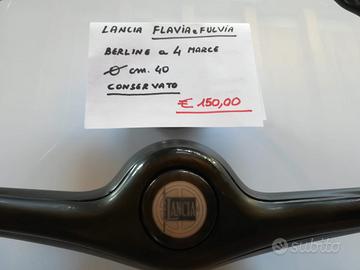 LANCIA FLAVIA e FULVIA
BERLINE a 4 MARCE
Ø cm. 40
CONSERVATO
€ 150,00
LANCIA
subito